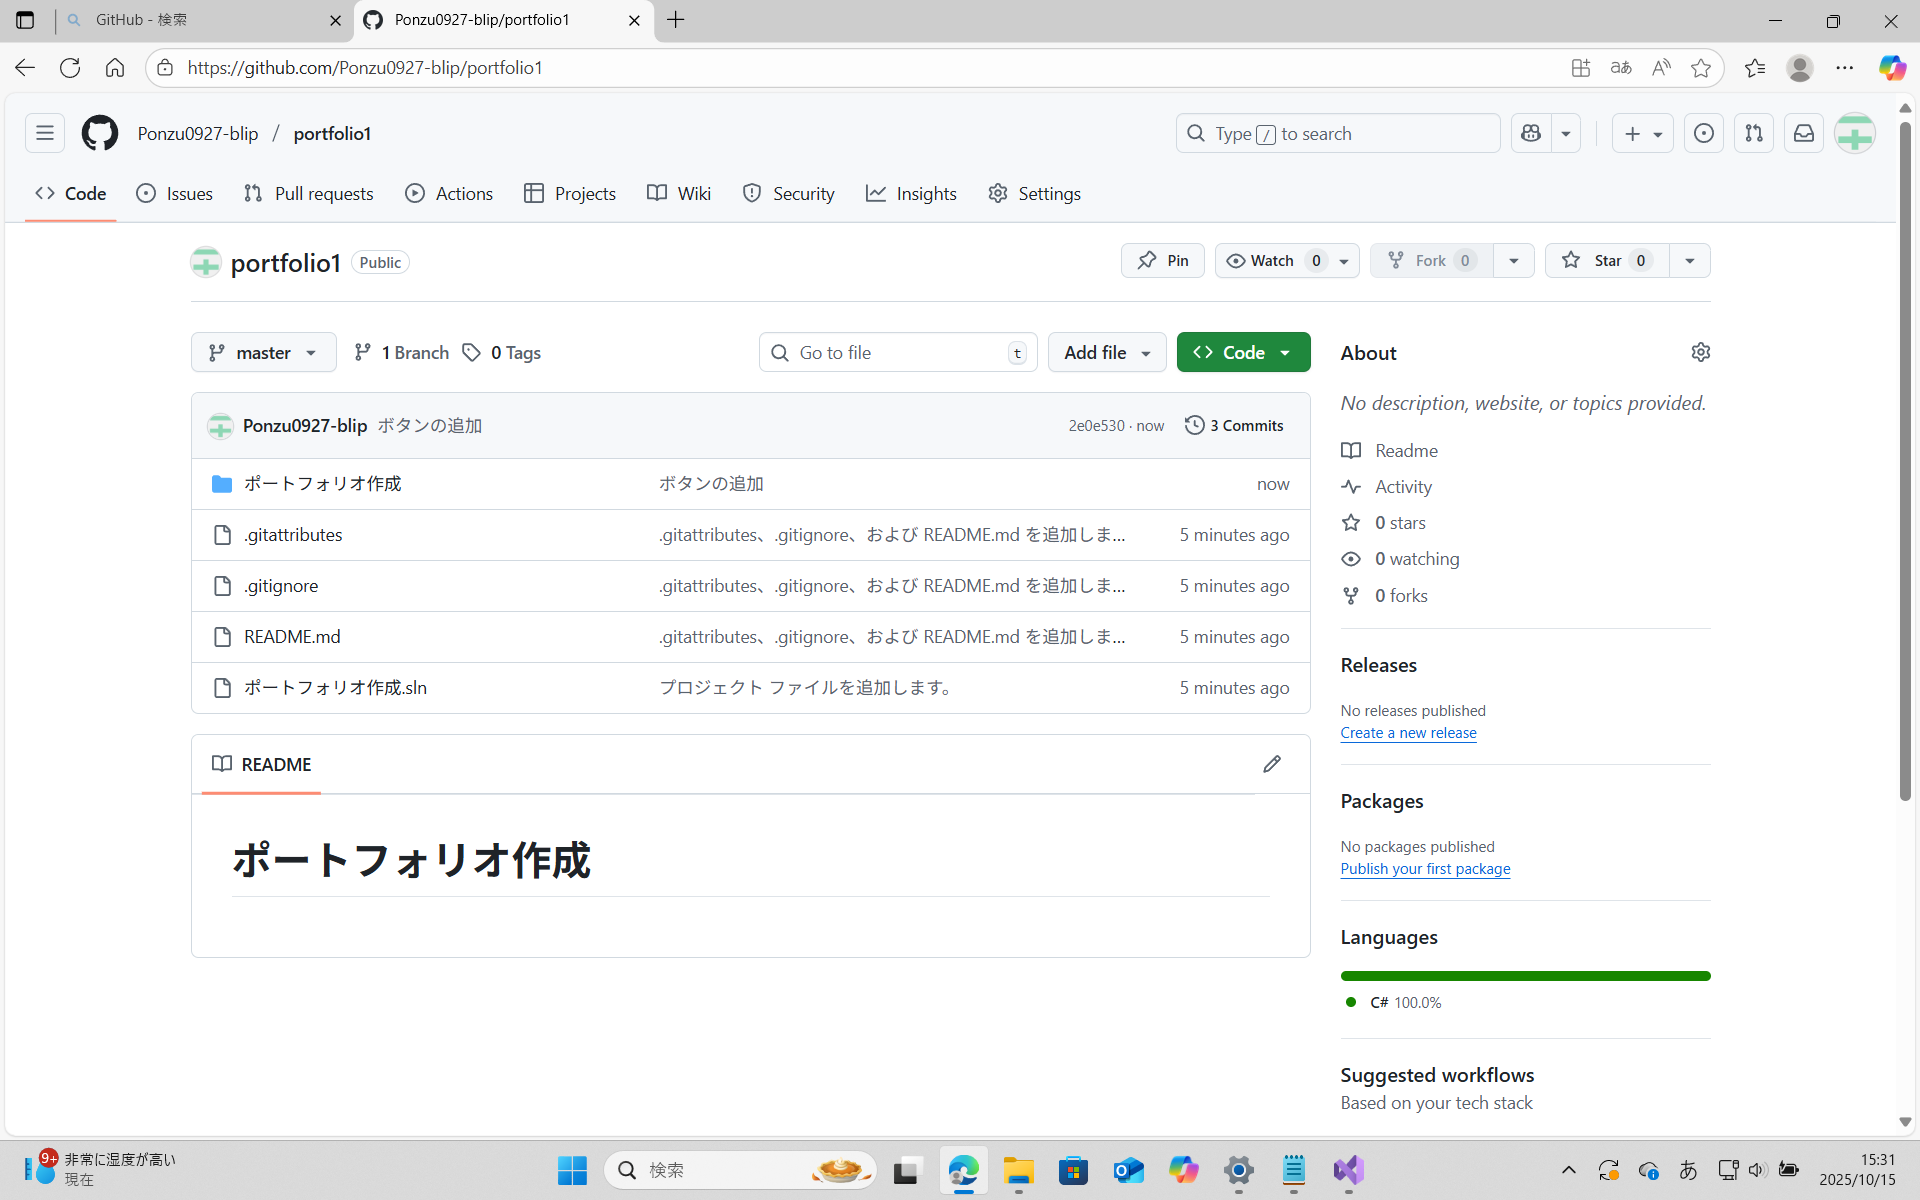 GitHub - 検索
Ponzu0927-blip/portfolio1
https://github.com/Ponzu0927-blip/portfolio1
Ponzu0927-blip / portfolio1
Type / to search
Code Issues Pull requests Actions Projects Wiki Security Insights Settings
portfolio1 Public
Pin Watch 0 Fork 0 Star 0
master 1 Branch 0 Tags
Go to file t Add file Code
Ponzu0927-blip ボタンの追加 2e0e530 · now 3 Commits
ポートフォリオ作成 ボタンの追加 now
.gitattributes .gitattributes、.gitignore、および README.md を追加しま... 5 minutes ago
.gitignore .gitattributes、.gitignore、および README.md を追加しま... 5 minutes ago
README.md .gitattributes、.gitignore、および README.md を追加しま... 5 minutes ago
ポートフォリオ作成.sln プロジェクト ファイルを追加します。 5 minutes ago
README
ポートフォリオ作成
About
No description, website, or topics provided.
Readme
Activity
0 stars
0 watching
0 forks
Releases
No releases published
Create a new release
Packages
No packages published
Publish your first package
Languages
C# 100.0%
Suggested workflows
Based on your tech stack
9+
非常に湿度が高い
現在
検索
あ
15:31
2025/10/15